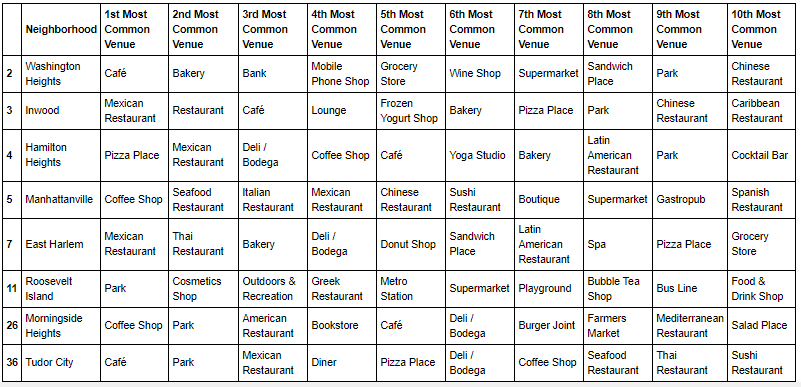 Neighborhood 1st Most Common Venue 2nd Most Common Venue 3rd Most Common Venue 4th Most Common Venue 5th Most Common Venue 6th Most Common Venue 7th Most Common Venue 8th Most Common Venue 9th Most Common Venue 10th Most Common Venue
2 Washington Heights Café Bakery Bank Mobile Phone Shop Grocery Store Wine Shop Supermarket Sandwich Place Park Chinese Restaurant
3 Inwood Mexican Restaurant Restaurant Café Lounge Frozen Yogurt Shop Bakery Pizza Place Park Chinese Restaurant Caribbean Restaurant
4 Hamilton Heights Pizza Place Mexican Restaurant Deli / Bodega Coffee Shop Café Yoga Studio Bakery Latin American Restaurant Park Cocktail Bar
5 Manhattanville Coffee Shop Seafood Restaurant Italian Restaurant Mexican Restaurant Chinese Restaurant Sushi Restaurant Boutique Supermarket Gastropub Spanish Restaurant
7 East Harlem Mexican Restaurant Thai Restaurant Bakery Deli / Bodega Donut Shop Sandwich Place Latin American Restaurant Spa Pizza Place Grocery Store
11 Roosevelt Island Park Cosmetics Shop Outdoors & Recreation Greek Restaurant Metro Station Supermarket Playground Bubble Tea Shop Bus Line Food & Drink Shop
26 Morningside Heights Coffee Shop Park American Restaurant Bookstore Café Deli / Bodega Burger Joint Farmers Market Mediterranean Restaurant Salad Place
36 Tudor City Café Park Mexican Restaurant Diner Pizza Place Deli / Bodega Coffee Shop Seafood Restaurant Thai Restaurant Sushi Restaurant